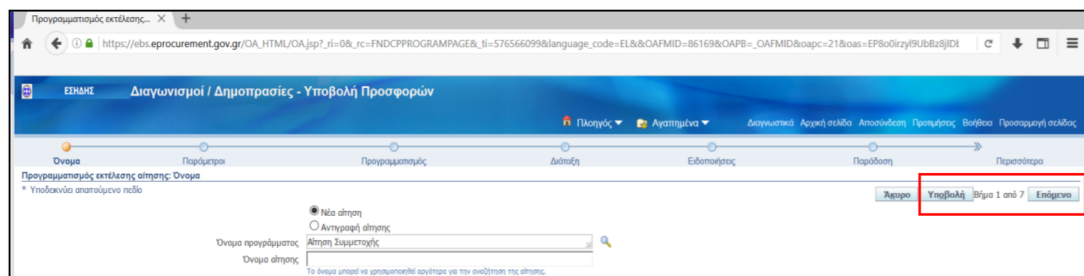 Προγραμματισμός εκτέλεσης...
https://ebs.eprocurement.gov.gr/OA_HTML/OA.jsp?_ri=0&_rc=FNDCPPROGRAMPAGE&_ti=576566099&language_code=EL&&OAFMID=86169&OAPB=_OAFMID&oapc=21&oas=
ΕΣΗΔΗΣ Διαγωνισμοί / Δημοπρασίες - Υποβολή Προσφορών
Πλοηγός Αγαπημένα Διαγνωστικά Αρχική σελίδα Αποσύνδεση Προτιμήσεις Βοήθεια Προσαρμογή σελίδας
Όνομα Παράμετροι Προγραμματισμός Διάταξη Ειδοποιήσεις Παράδοση Περισσότερα
Προγραμματισμός εκτέλεσης αίτησης: Όνομα
* Υποδεικνύει απαιτούμενο πεδίο
Άκυρο Υποβολή Βήμα 1 από 7 Επόμενο
Νέα αίτηση
Αντιγραφή αίτησης
Όνομα προγράμματος Αίτηση Συμμετοχής
Όνομα αίτησης
Το όνομα μπορεί να χρησιμοποιηθεί αργότερα για την αναζήτηση της αίτησης.